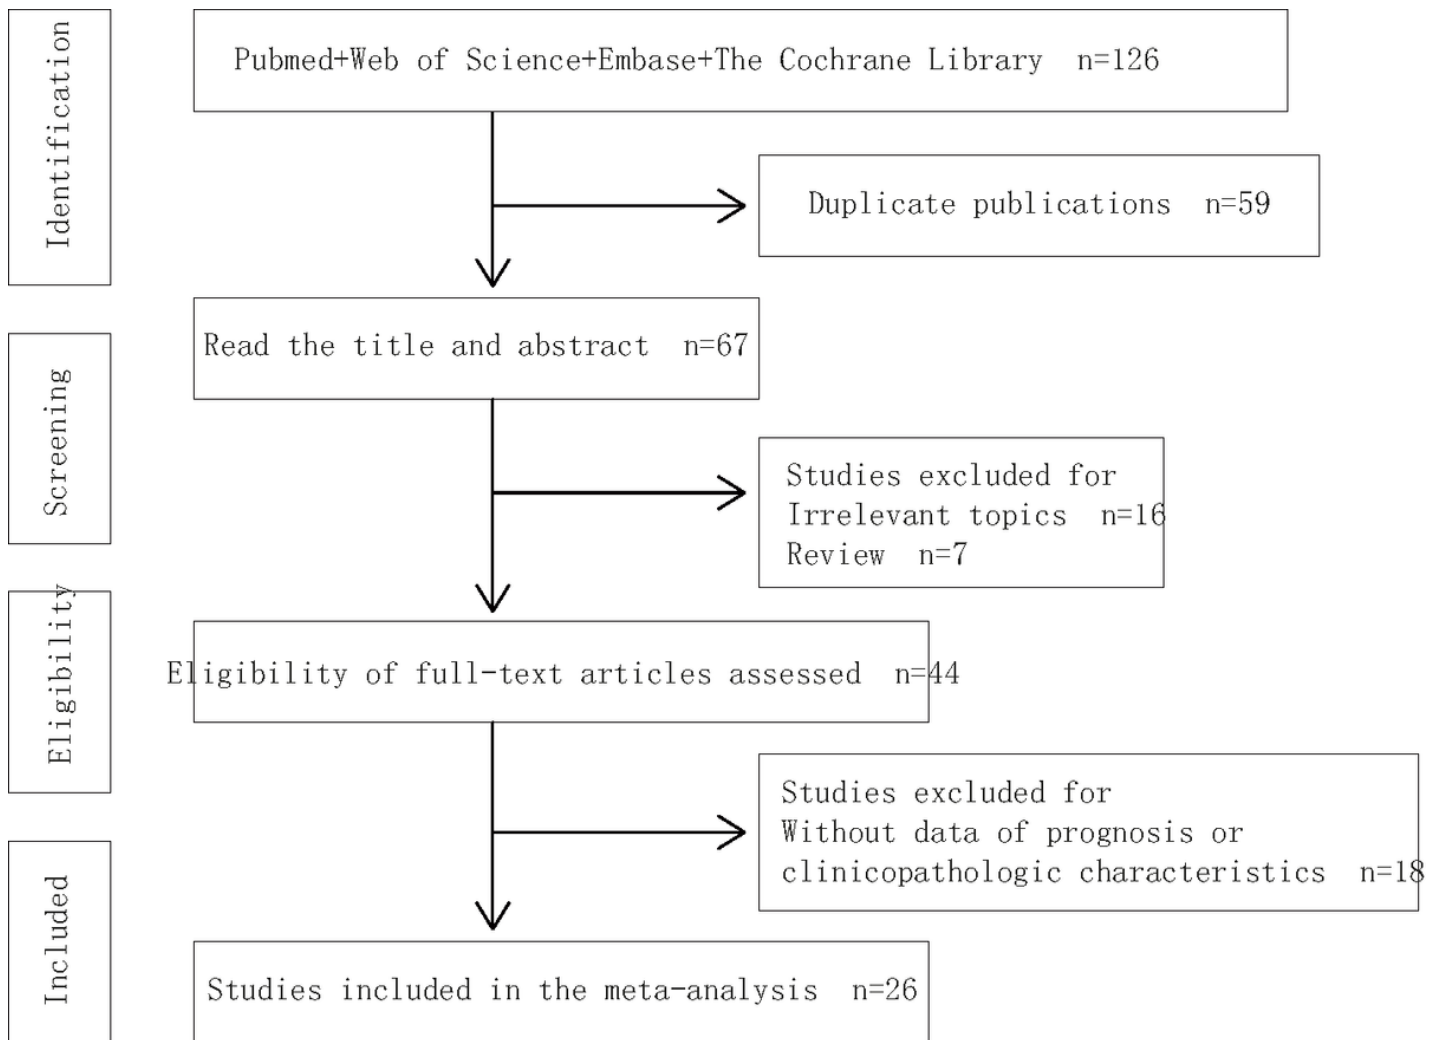 Identification
Pubmed+Web of Science+Embase+The Cochrane Library n=126
Duplicate publications n=59
Screening
Read the title and abstract n=67
Studies excluded for
Irrelevant topics n=16
Review n=7
Eligibility
Eligibility of full-text articles assessed n=44
Studies excluded for
Without data of prognosis or
clinicopathologic characteristics n=18
Included
Studies included in the meta-analysis n=26